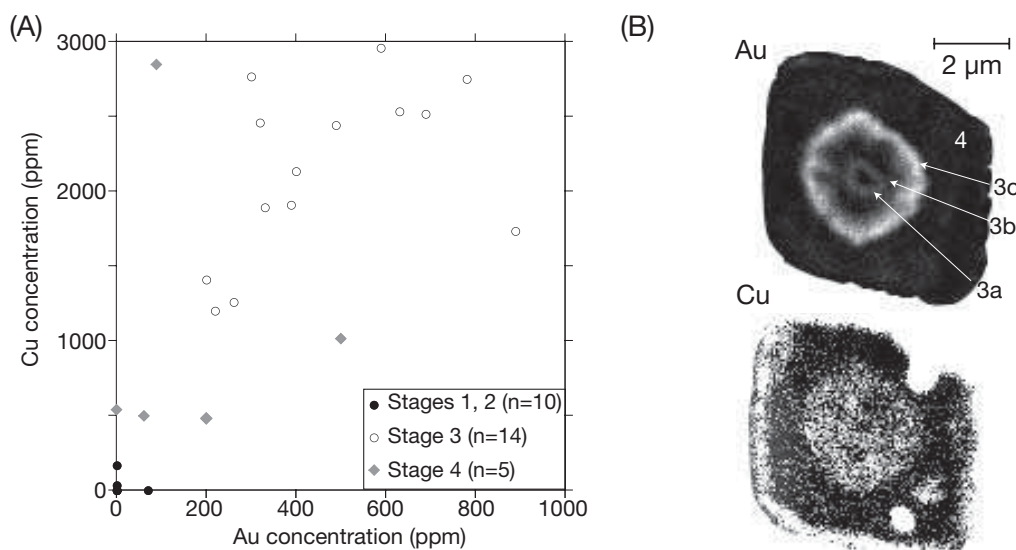 (A)
3000
2000
1000
0
Cu concentration (ppm)
0 200 400 600 800 1000
Au concentration (ppm)
Stages 1, 2 (n=10)
Stage 3 (n=14)
Stage 4 (n=5)
(B)
Au
2 µm
4
3c
3b
3a
Cu